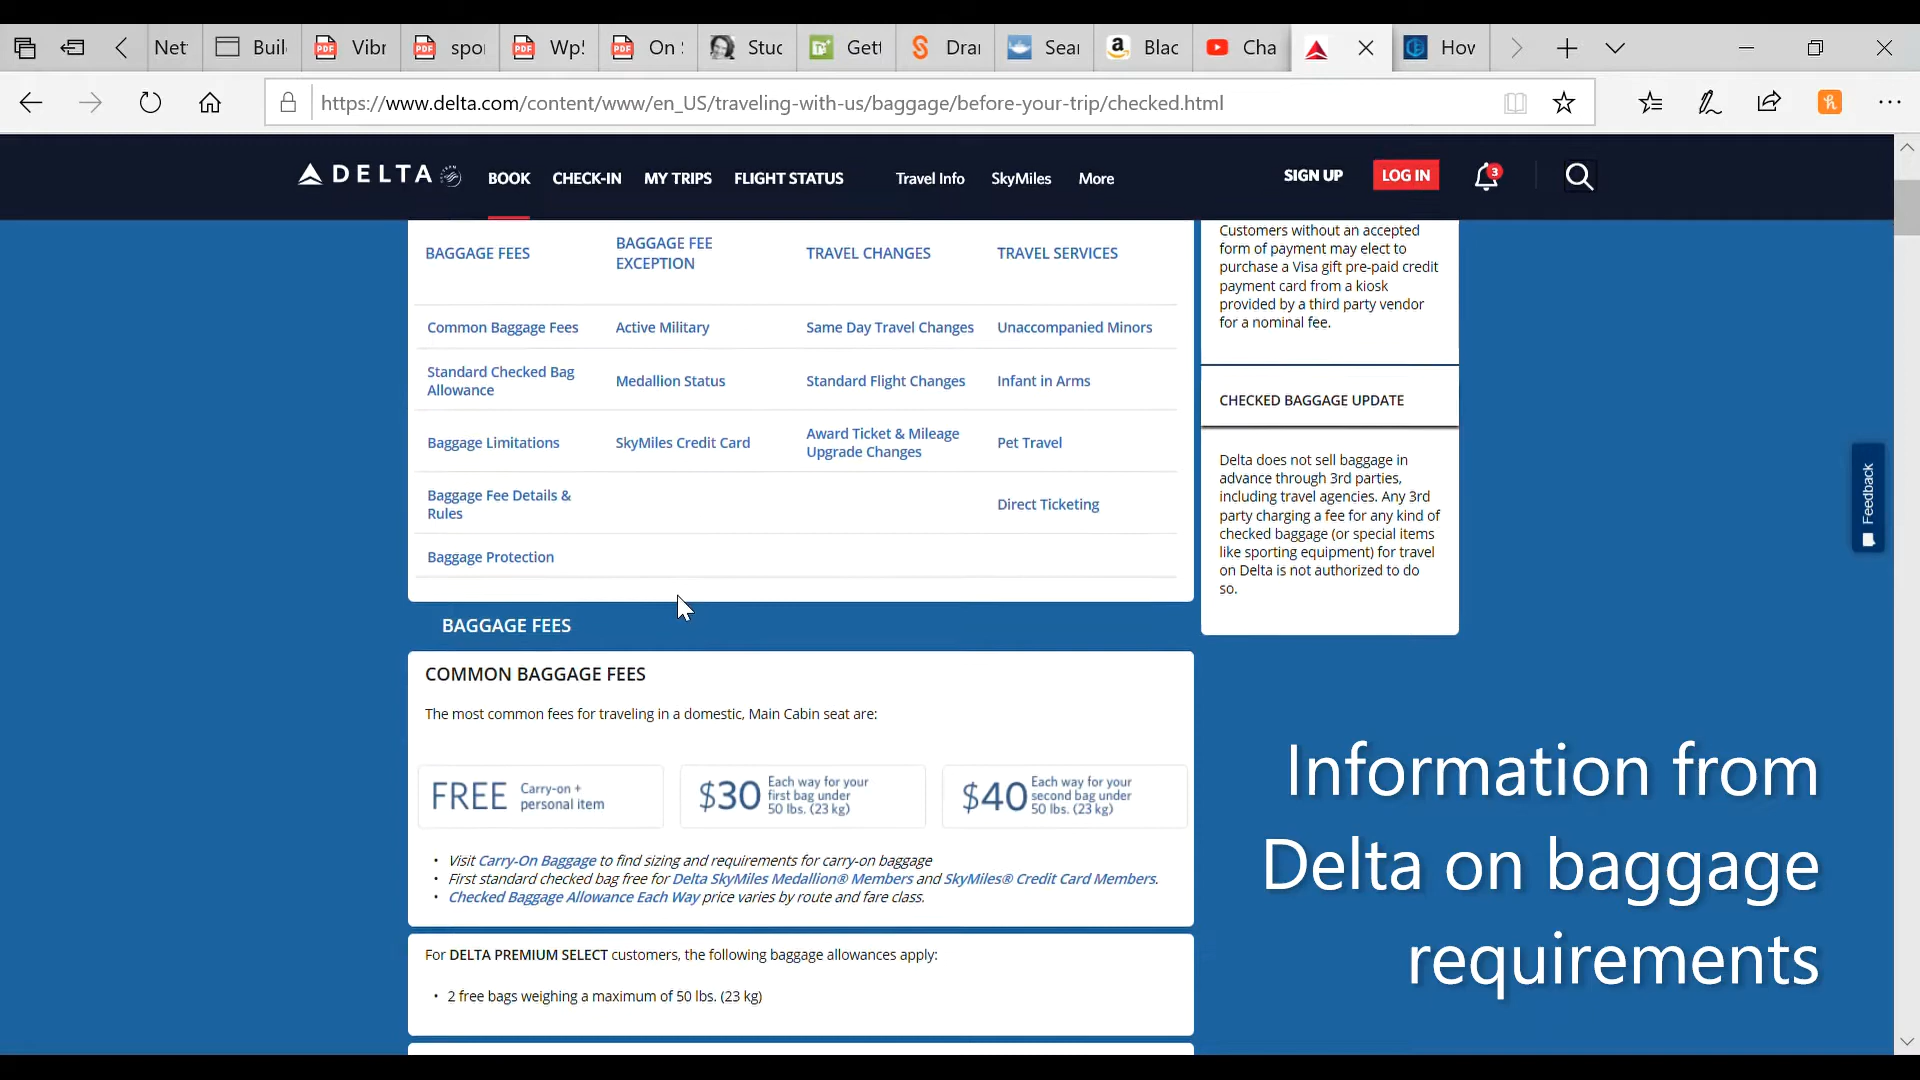 Net
Buil
Vibr
spor
Wp!
On
Stuc
Gett
Drar
Sear
Blac
Cha
Hov
https://www.delta.com/content/www/en_US/traveling-with-us/baggage/before-your-trip/checked.html
DELTA
BOOK
CHECK-IN
MY TRIPS
FLIGHT STATUS
Travel Info
SkyMiles
More
SIGN UP
LOG IN
3
BAGGAGE FEES
BAGGAGE FEE
EXCEPTION
TRAVEL CHANGES
TRAVEL SERVICES
Common Baggage Fees
Active Military
Same Day Travel Changes
Unaccompanied Minors
Standard Checked Bag
Allowance
Medallion Status
Standard Flight Changes
Infant in Arms
Baggage Limitations
SkyMiles Credit Card
Award Ticket & Mileage
Upgrade Changes
Pet Travel
Baggage Fee Details &
Rules
Direct Ticketing
Baggage Protection
Customers without an accepted
form of payment may elect to
purchase a Visa gift pre-paid credit
payment card from a kiosk
provided by a third party vendor
for a nominal fee.
CHECKED BAGGAGE UPDATE
Delta does not sell baggage in
advance through 3rd parties,
including travel agencies. Any 3rd
party charging a fee for any kind of
checked baggage (or special items
like sporting equipment) for travel
on Delta is not authorized to do
so.
Feedback
BAGGAGE FEES
COMMON BAGGAGE FEES
The most common fees for traveling in a domestic, Main Cabin seat are:
FREE
Carry-on +
personal item
$30
Each way for your
first bag under
50 lbs. (23 kg)
$40
Each way for your
second bag under
50 lbs. (23 kg)
• Visit Carry-On Baggage to find sizing and requirements for carry-on baggage
• First standard checked bag free for Delta SkyMiles Medallion® Members and SkyMiles® Credit Card Members.
• Checked Baggage Allowance Each Way price varies by route and fare class.
For DELTA PREMIUM SELECT customers, the following baggage allowances apply:
• 2 free bags weighing a maximum of 50 lbs. (23 kg)
Information from
Delta on baggage
requirements